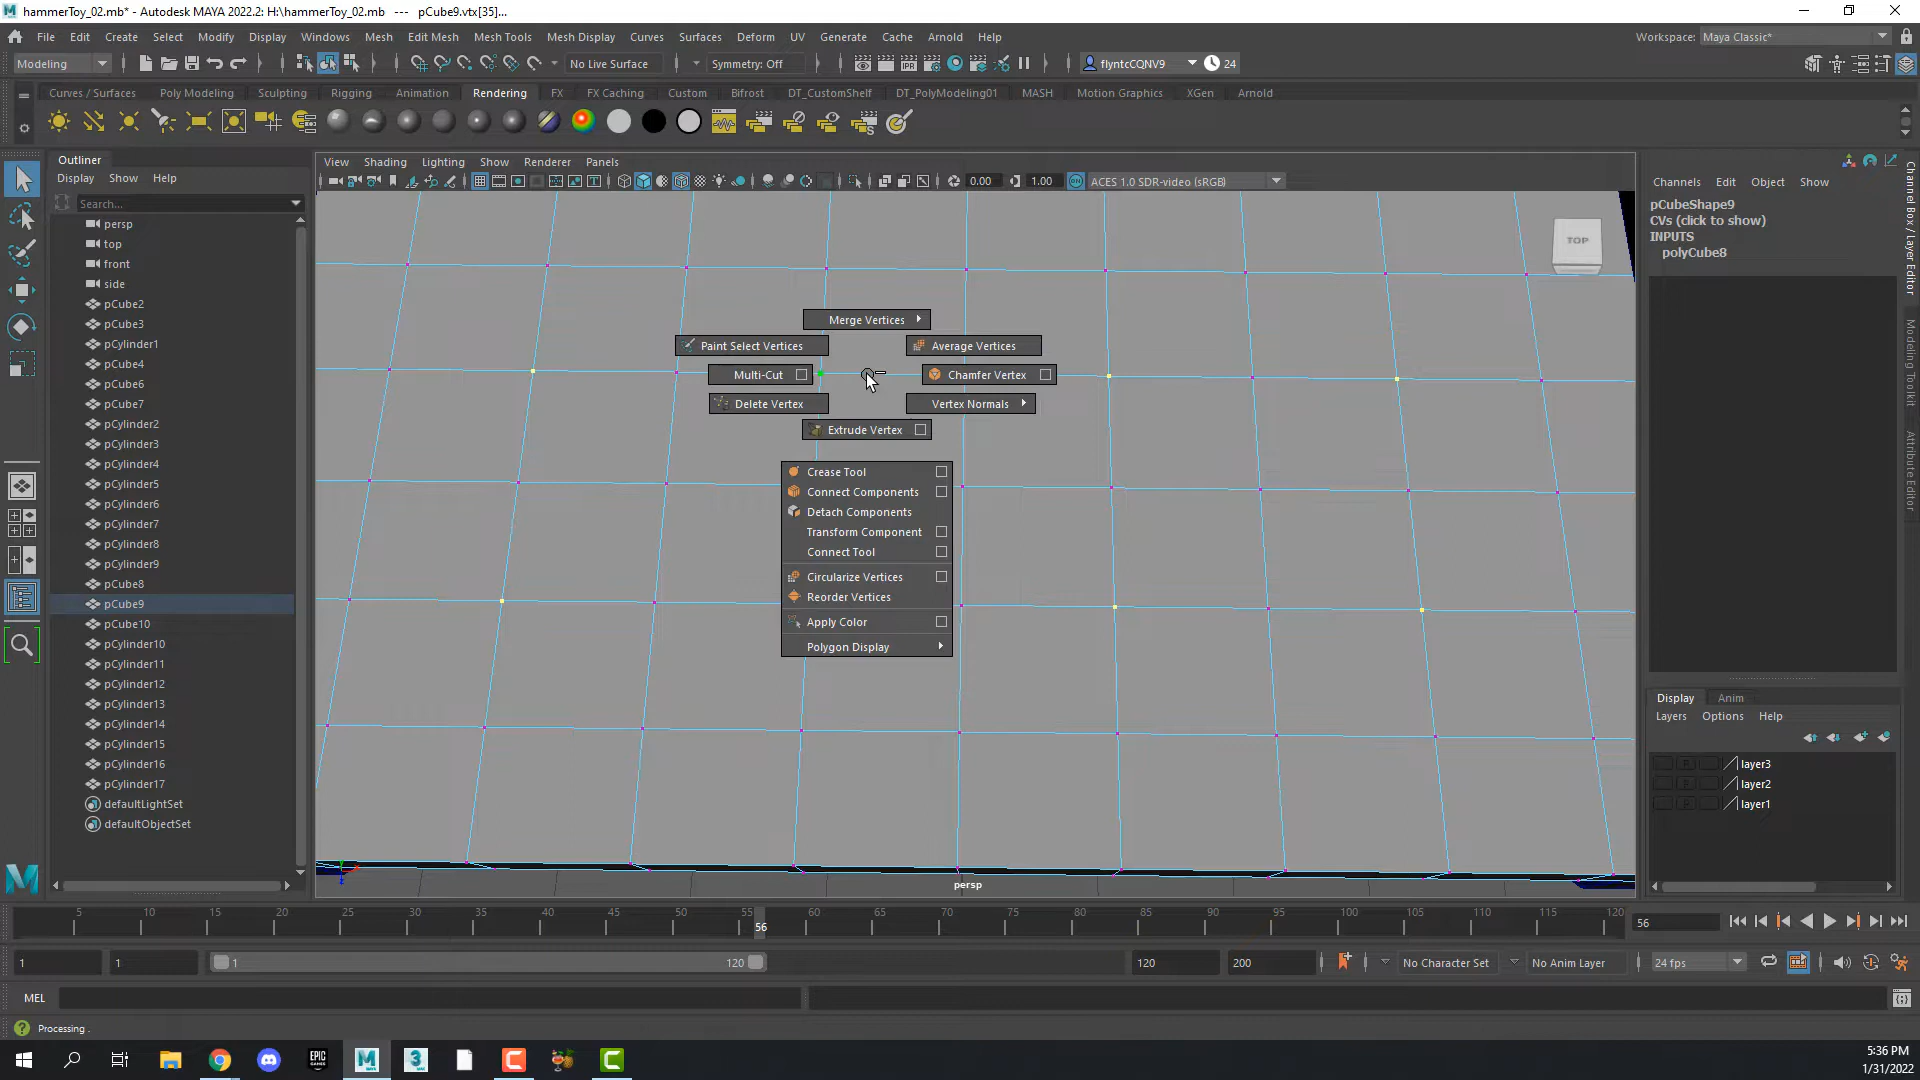 hammerToy_02.mb* - Autodesk MAYA 2022.2: H:\hammerToy_02.mb --- pCube9.vtx[35]...
File Edit Create Select Modify Display Windows Mesh Edit Mesh Mesh Tools Mesh Display Curves Surfaces Deform UV Generate Cache Arnold Help
Workspace: Maya Classic*
Modeling No Live Surface Symmetry: Off IPR flyntcCQNV9 24
Curves / Surfaces Poly Modeling Sculpting Rigging Animation Rendering FX FX Caching Custom Bifrost DT_CustomShelf DT_PolyModeling01 MASH Motion Graphics XGen Arnold
Outliner
Display Show Help
Search...
persp
top
front
side
pCube2
pCube3
pCylinder1
pCube4
pCube6
pCube7
pCylinder2
pCylinder3
pCylinder4
pCylinder5
pCylinder6
pCylinder7
pCylinder8
pCylinder9
pCube8
pCube9
pCube10
pCylinder10
pCylinder11
pCylinder12
pCylinder13
pCylinder14
pCylinder15
pCylinder16
pCylinder17
defaultLightSet
defaultObjectSet
View Shading Lighting Show Renderer Panels
0.00 1.00 ACES 1.0 SDR-video (sRGB)
TOP
Merge Vertices
Paint Select Vertices Average Vertices
Multi-Cut Chamfer Vertex
Delete Vertex Vertex Normals
Extrude Vertex
Crease Tool
Connect Components
Detach Components
Transform Component
Connect Tool
Circularize Vertices
Reorder Vertices
Apply Color
Polygon Display
persp
Channels Edit Object Show
pCubeShape9
CVs (click to show)
INPUTS
polyCube8
Channel Box / Layer Editor
Modeling Toolkit
Attribute Editor
Display Anim
Layers Options Help
layer3
layer2
layer1
5 10 15 20 25 30 35 40 45 50 55 60 65 70 75 80 85 90 95 100 105 110 115 120
56
56
1 1 1 120 120 200 No Character Set No Anim Layer 24 fps
MEL
Processing .
EPIC GAMES
5:36 PM
1/31/2022